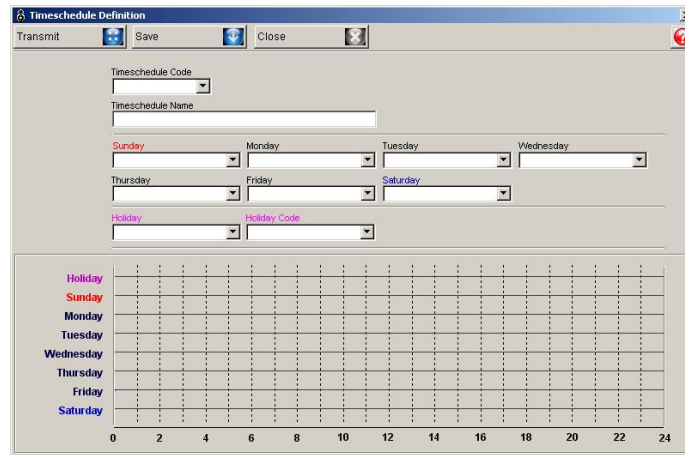 Timeschedule Definition
Transmit Save Close
Timeschedule Code
Timeschedule Name
Sunday Monday Tuesday Wednesday
Thursday Friday Saturday
Holiday Holiday Code
Holiday
Sunday
Monday
Tuesday
Wednesday
Thursday
Friday
Saturday
0 2 4 6 8 10 12 14 16 18 20 22 24